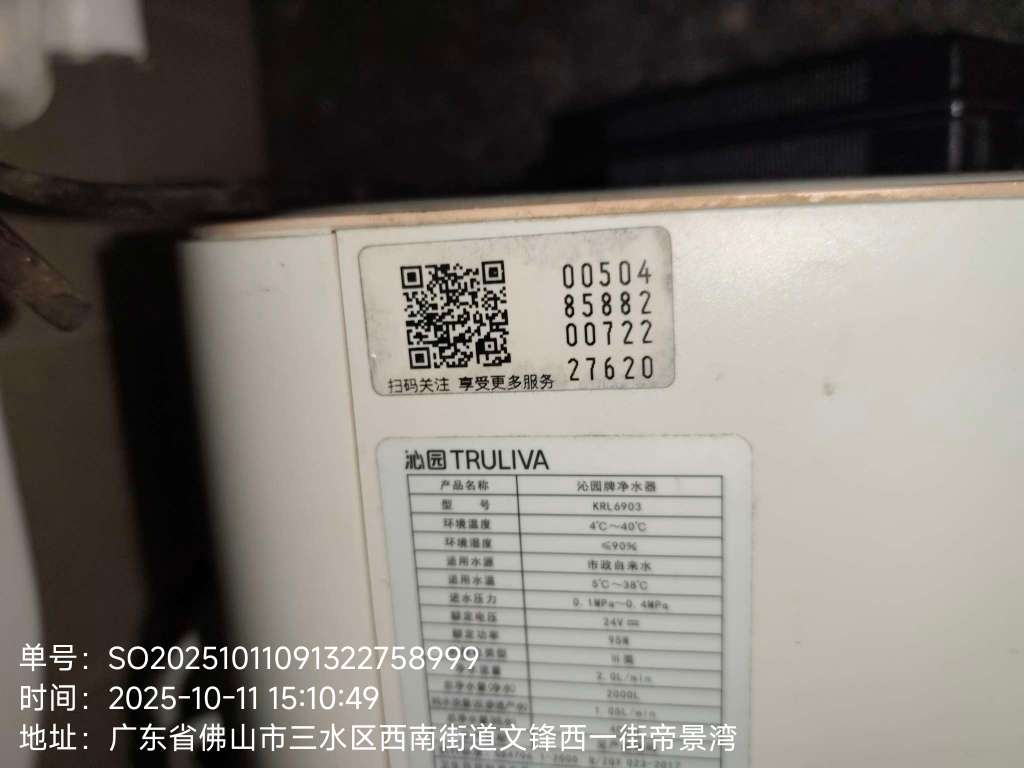 00504
85882
00722
27620
扫码关注 享受更多服务
沁园 TRULIVA
产品名称 沁园牌净水器
型 号 KRL6903
环境温度 4℃~40℃
环境湿度 ≤90%
适用水源 市政自来水
适用水温 5℃~38℃
进水压力 0.1MPa~0.4MPa
额定电压 24V
额定功率 95W
2.0L/min
2000L
单号：SO20251011091322758999
时间：2025-10-11 15:10:49
地址：广东省佛山市三水区西南街道文锋西一街帝景湾